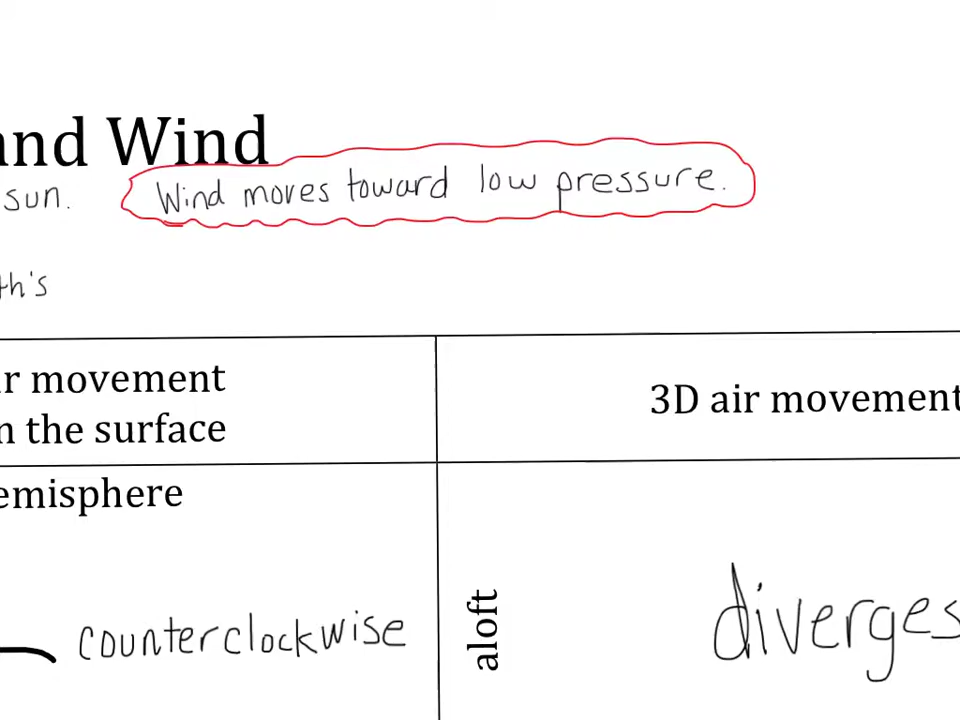 and Wind
sun.
Wind moves toward low pressure.
th's
ir movement
n the surface
3D air movement
emisphere
counterclockwise
aloft
diverges